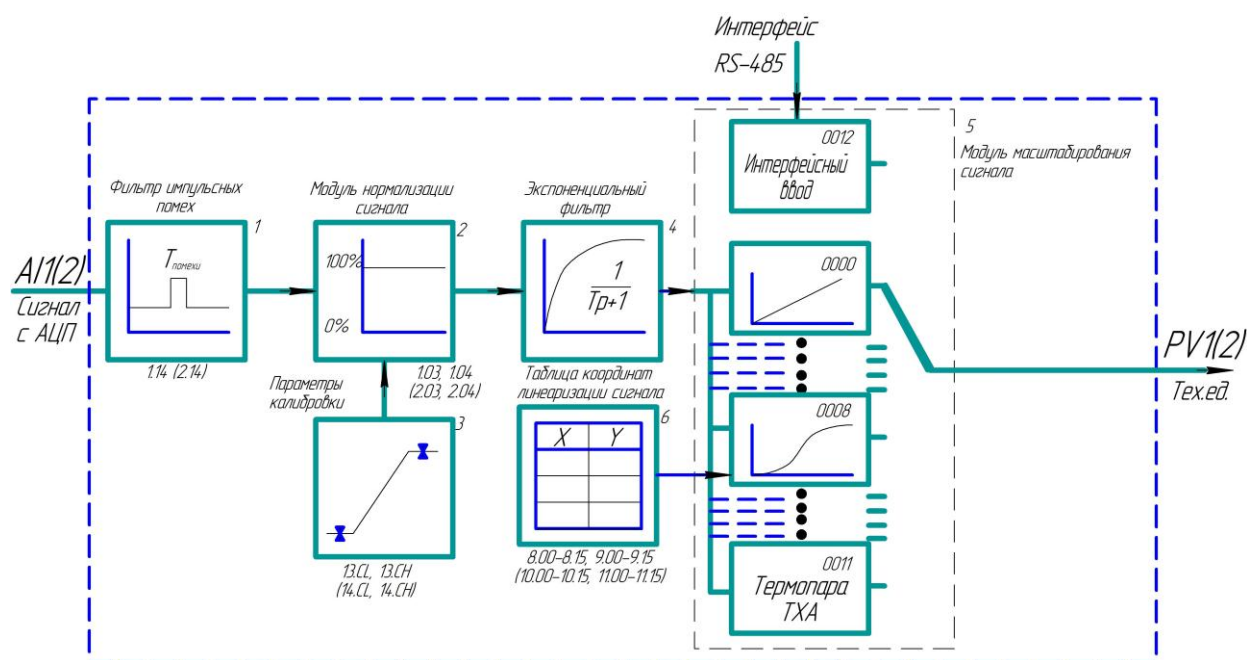 Интерфейс
RS-485
5
Модуль масштабирования
сигнала
0012
Интерфейсный
ввод
Фильтр импульсных
помех
1
Tпомехи
1.14 (2.14)
AI1(2)
Сигнал
с АЦП
Модуль нормализации
сигнала
2
100%
0%
1.03, 1.04
(2.03, 2.04)
Экспоненциальный
фильтр
4
1
Tp+1
Параметры
калибровки
3
13.CL, 13.CH
(14.CL, 14.CH)
Таблица координат
линеаризации сигнала
6
X Y
8.00-8.15, 9.00-9.15
(10.00-10.15, 11.00-11.15)
0000
0008
0011
Термопара
ТХА
PV1(2)
Тех.ед.